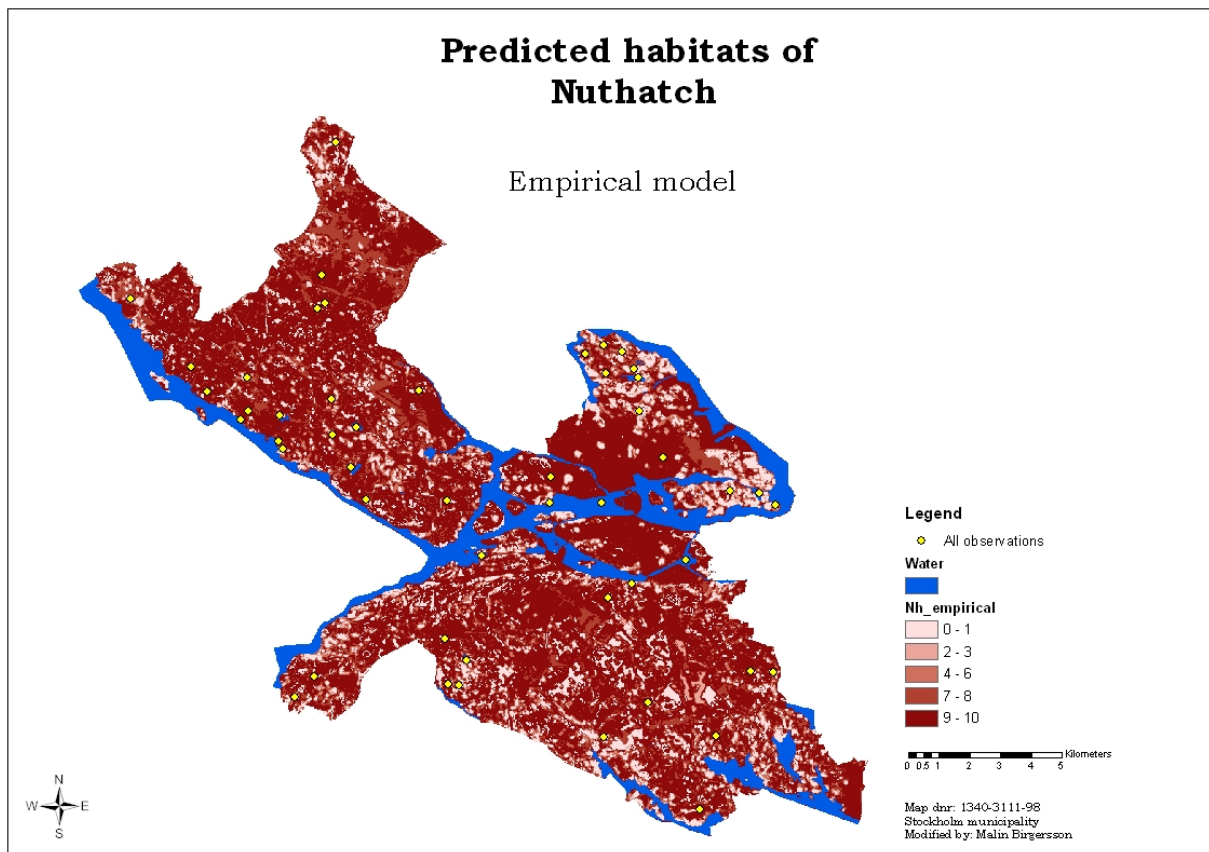 Predicted habitats of
Nuthatch
Empirical model
Legend
All observations
Water
Nh_empirical
0 - 1
2 - 3
4 - 6
7 - 8
9 - 10
Kilometers
0 0.5 1 2 3 4 5
N
W E
S
Map dnr: 1340-3111-98
Stockholm municipality
Modified by: Malin Birgersson